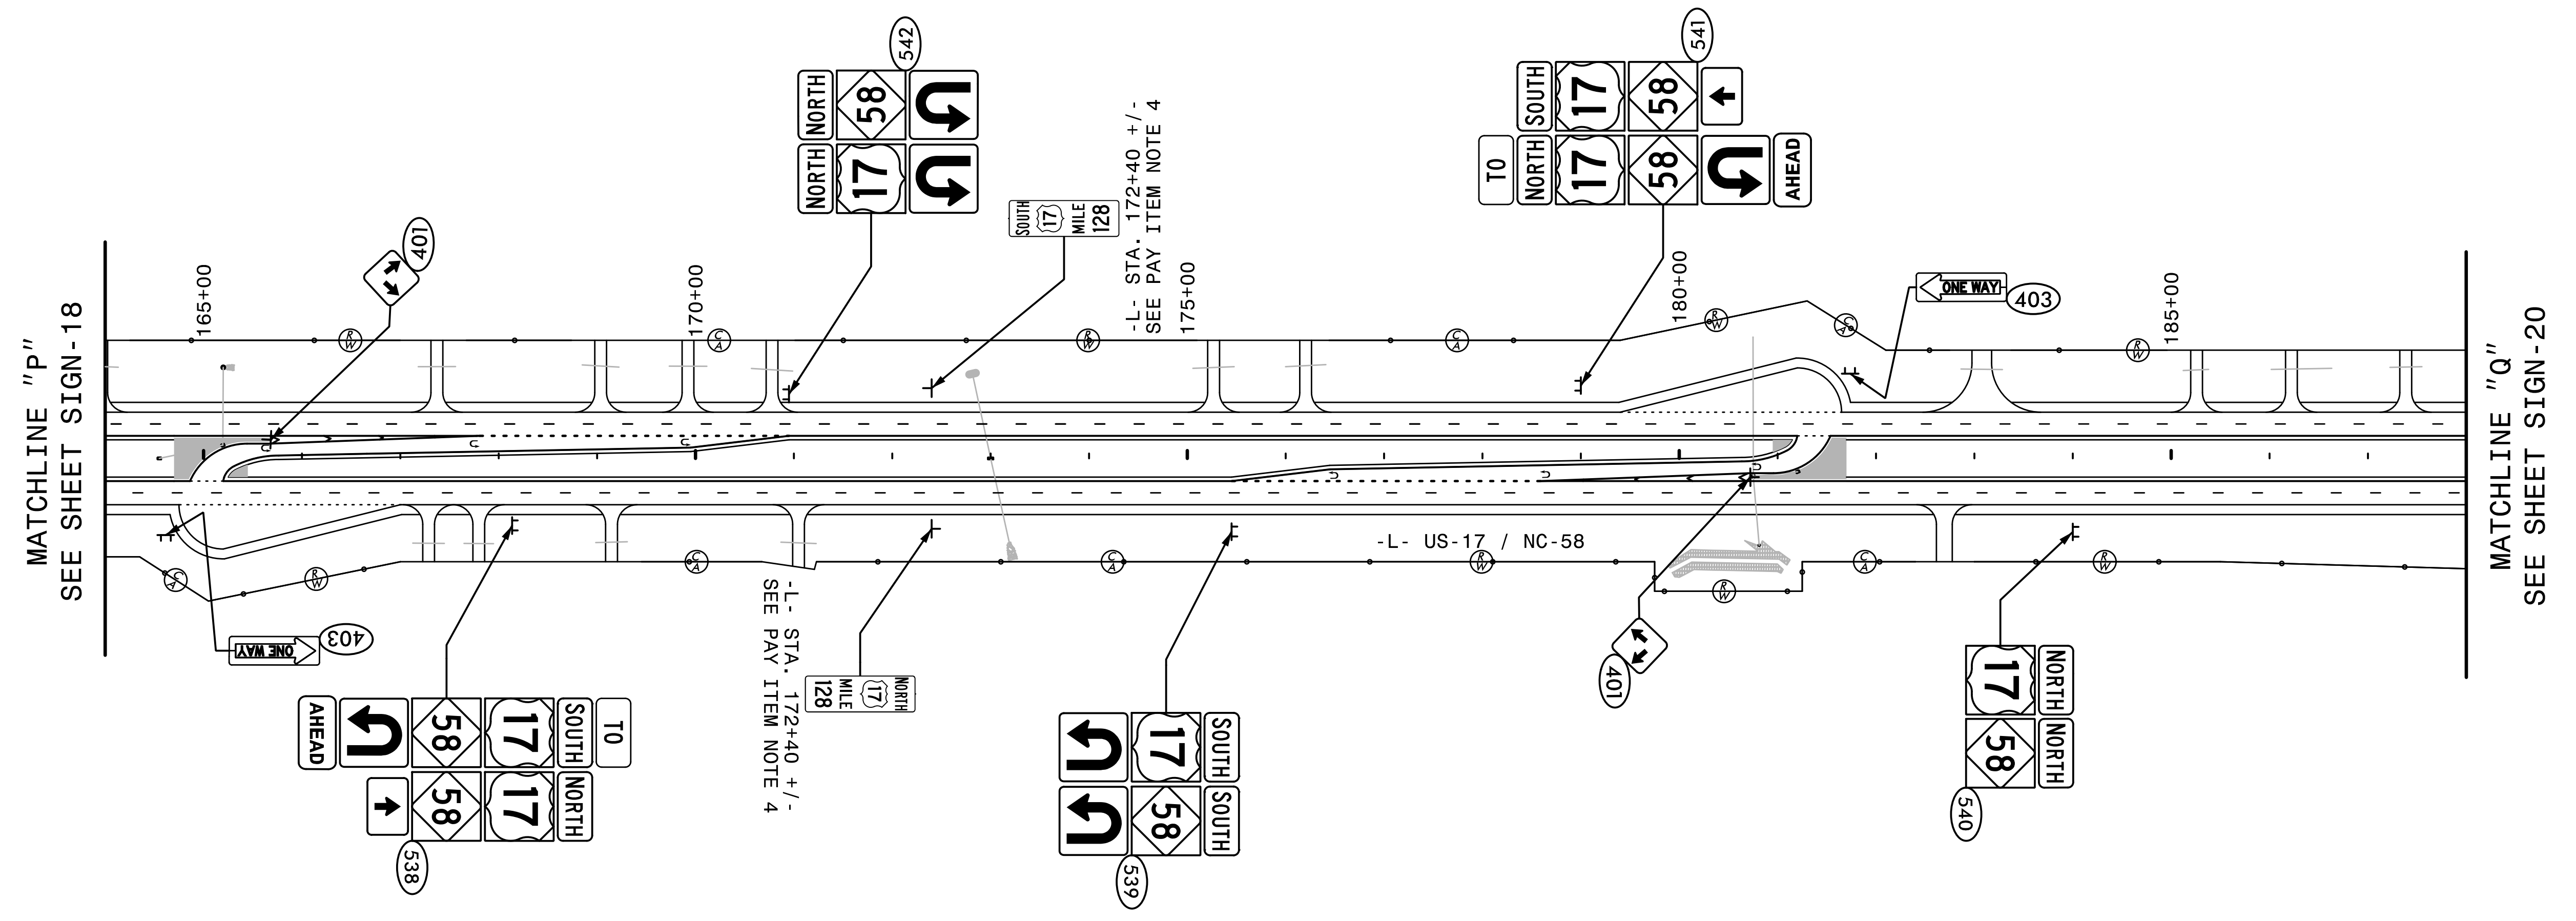 MATCHLINE "P"
SEE SHEET SIGN-18
542
NORTH
58
NORTH
17
401
165+00
170+00
SOUTH
17
MILE
128
-L- STA. 172+40 +/-
SEE PAY ITEM NOTE 4
175+00
541
SOUTH
17
58
TO
NORTH
17
58
AHEAD
180+00
ONE WAY
403
185+00
R/W
C/A
R/W
C/A
R/W
C/A
R/W
MATCHLINE "Q"
SEE SHEET SIGN-20
-L- US-17 / NC-58
C/A
R/W
C/A
C/A
R/W
R/W
C/A
R/W
ONE WAY
403
TO
SOUTH
17
58
AHEAD
NORTH
17
58
538
-L- STA. 172+40 +/-
SEE PAY ITEM NOTE 4
NORTH
17
MILE
128
SOUTH
17
SOUTH
58
539
401
NORTH
17
NORTH
58
540